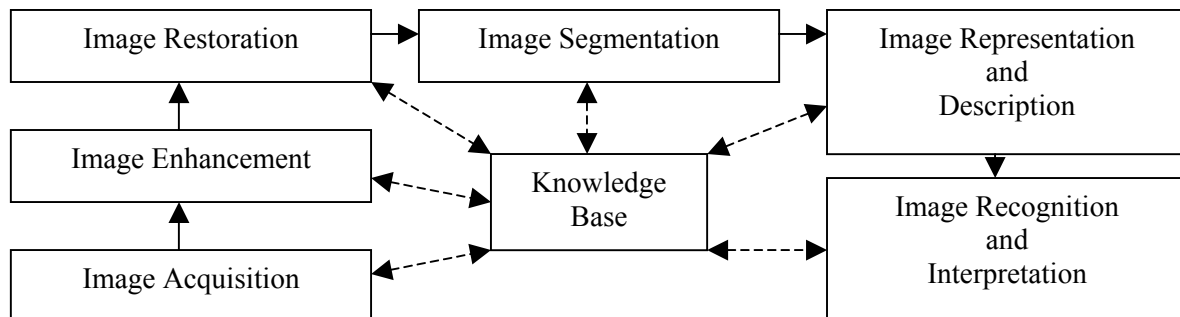 Image Restoration
Image Segmentation
Image Representation
and
Description
Image Enhancement
Knowledge
Base
Image Recognition
and
Interpretation
Image Acquisition